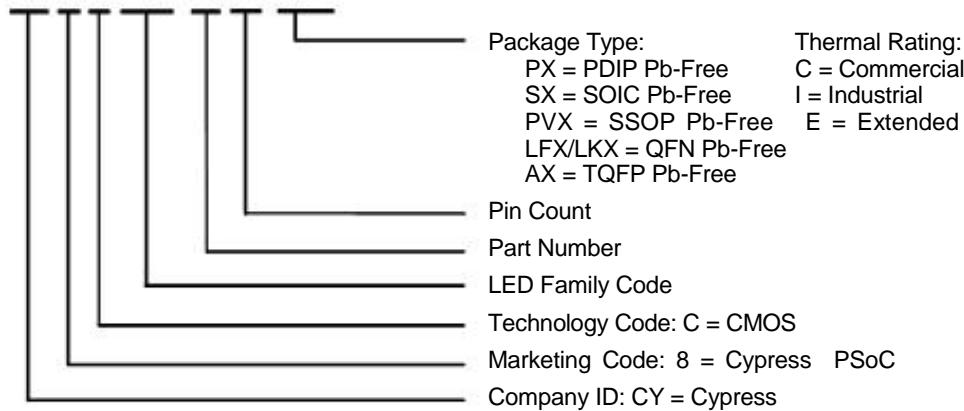 Package Type: Thermal Rating:
PX = PDIP Pb-Free C = Commercial
SX = SOIC Pb-Free I = Industrial
PVX = SSOP Pb-Free E = Extended
LFX/LKX = QFN Pb-Free
AX = TQFP Pb-Free
Pin Count
Part Number
LED Family Code
Technology Code: C = CMOS
Marketing Code: 8 = Cypress PSoC
Company ID: CY = Cypress